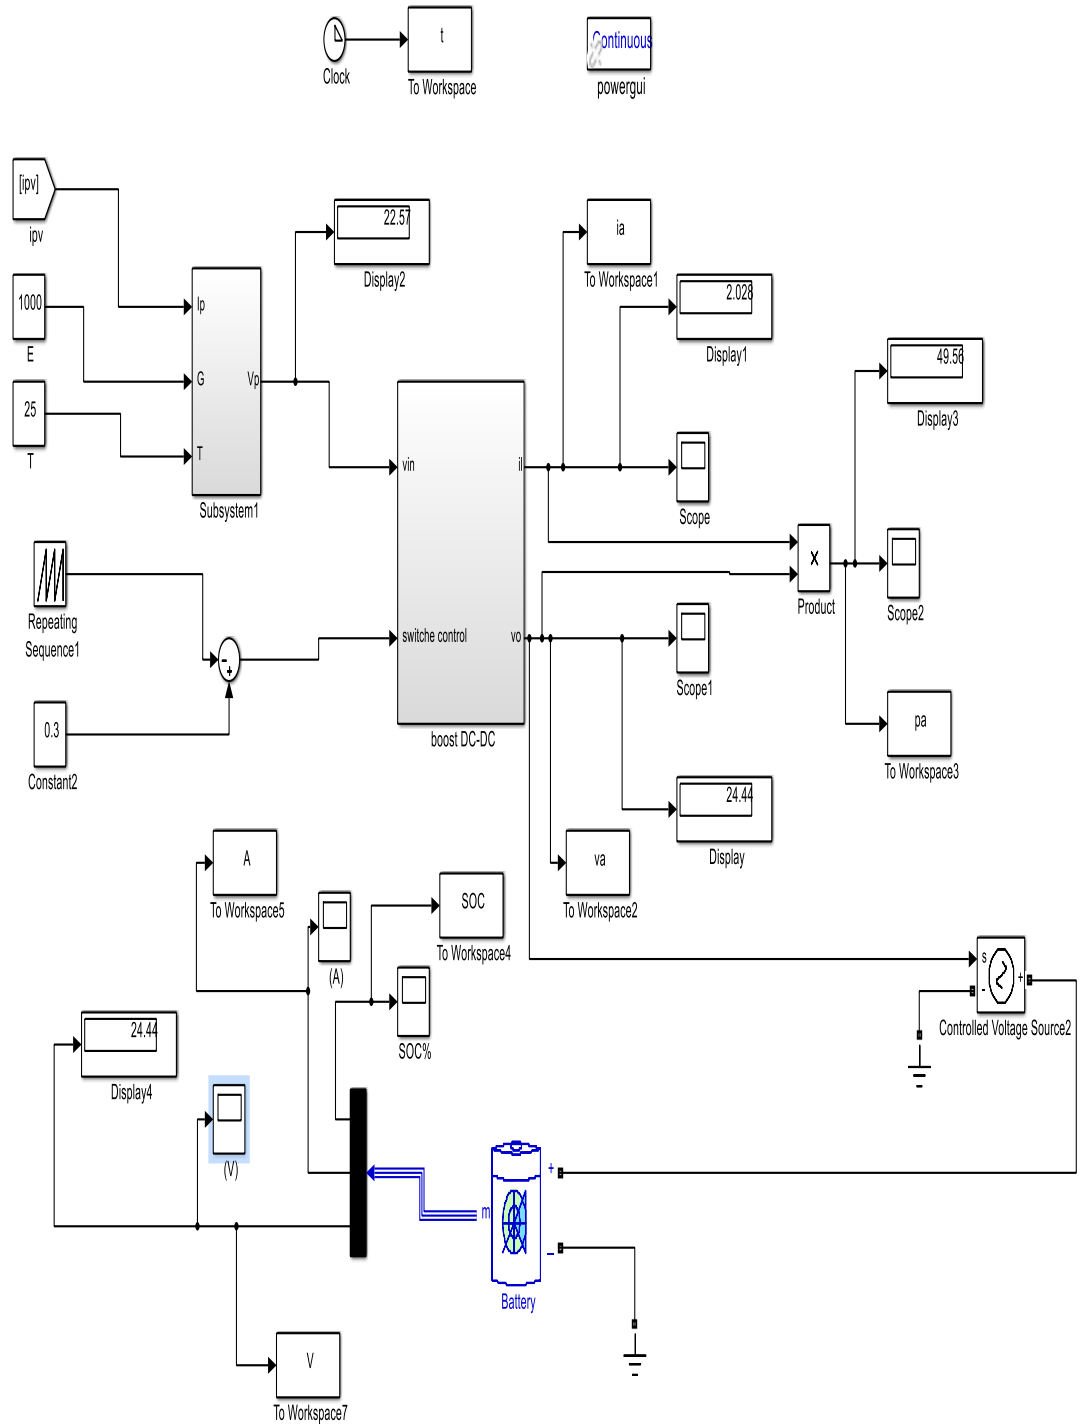 t
Continuous
Clock
To Workspace
powergui
[ipv]
ipv
22.57
Display2
ia
To Workspace1
1000
E
Ip
2.028
Display1
G
Vp
25
T
T
Subsystem1
49.56
Display3
vin
il
Scope
Repeating
Sequence1
×
Product
Scope2
switche control
vo
-
+
Scope1
0.3
Constant2
boost DC-DC
pa
To Workspace3
24.44
Display
A
To Workspace5
va
To Workspace2
SOC
To Workspace4
(A)
s
-
+
Controlled Voltage Source2
SOC%
24.44
Display4
(V)
+
m
-
Battery
V
To Workspace7